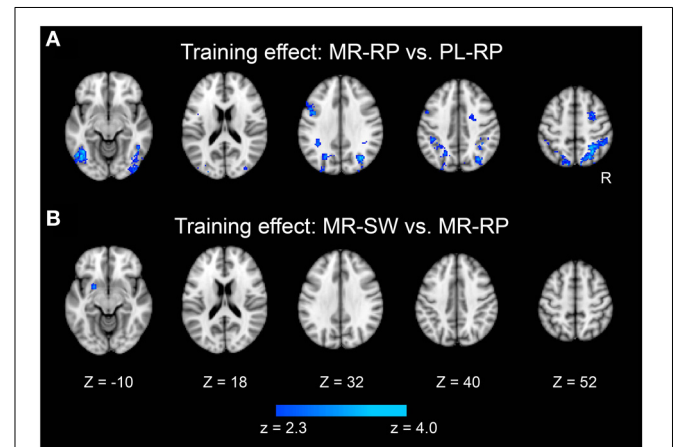 A
Training effect: MR-RP vs. PL-RP
R
B
Training effect: MR-SW vs. MR-RP
Z = -10 Z = 18 Z = 32 Z = 40 Z = 52
z = 2.3 z = 4.0